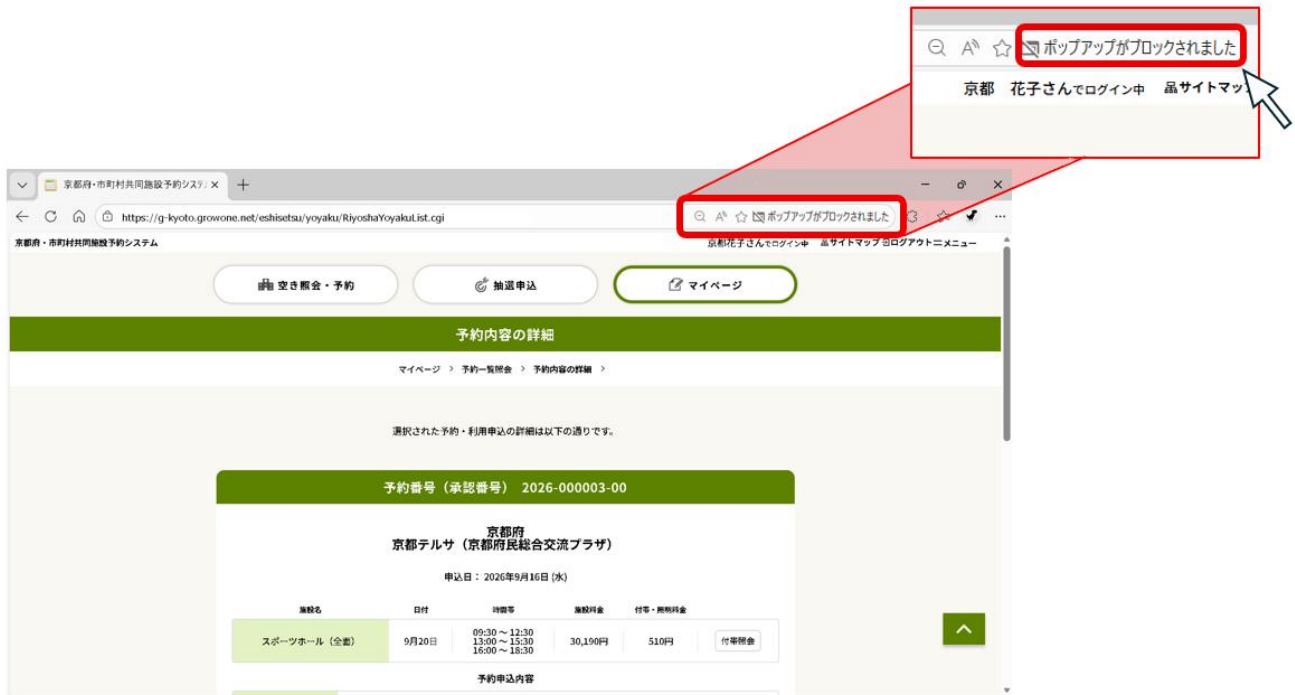 ポップアップがブロックされました
京都 花子さんでログイン中 サイトマッ
京都府・市町村共同施設予約システ
https://g-kyoto.growone.net/eshisetsu/yoyaku/RiyoshaYoyakuList.cgi
ポップアップがブロックされました
京都府・市町村共同施設予約システム
京都花子さんでログイン中 サイトマップ ログアウト メニュー
空き照会・予約
抽選申込
マイページ
予約内容の詳細
マイページ > 予約一覧照会 > 予約内容の詳細 >
選択された予約・利用申込の詳細は以下の通りです。
予約番号（承認番号） 2026-000003-00
京都府
京都テルサ（京都府民総合交流プラザ）
申込日： 2026年9月16日 (水)
施設名 日付 時間等 施設料金 付帯・照明料金
スポーツホール（全面） 9月20日 09:30～12:30 30,190円 510円 付帯照会
13:00～15:30
16:00～18:30
予約申込内容